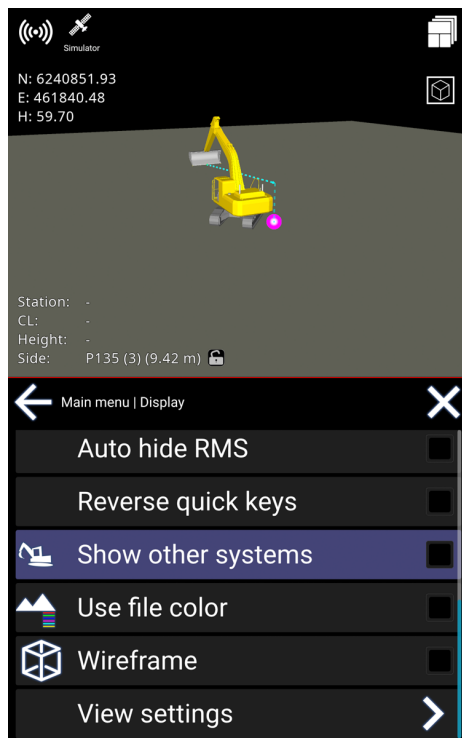 Simulator
N: 6240851.93
E: 461840.48
H: 59.70
Station: -
CL: -
Height: -
Side: P135 (3) (9.42 m)
Main menu | Display
Auto hide RMS
Reverse quick keys
Show other systems
Use file color
Wireframe
View settings